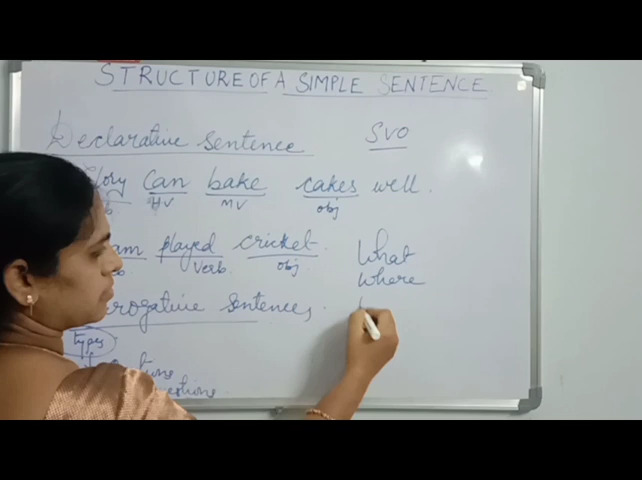 STRUCTURE OF A SIMPLE SENTENCE
Declarative sentence SVO
can bake cakes well.
HV MV obj
played cricket.
Verb obj
What
where
sentences.
types